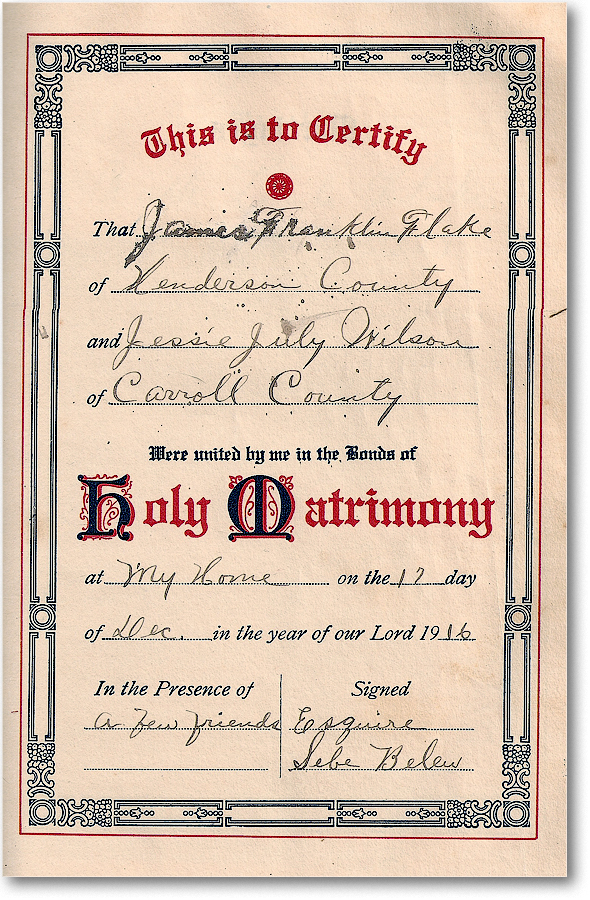 This is to Certify
That James Franklin Flake
of Henderson County
and Jessie July Wilson
of Carroll County
Were united by me in the Bonds of
Holy Matrimony
at My Home on the 17 day
of Dec. in the year of our Lord 1916
In the Presence of
Signed
a few friends
Esquire
Sebe Belew